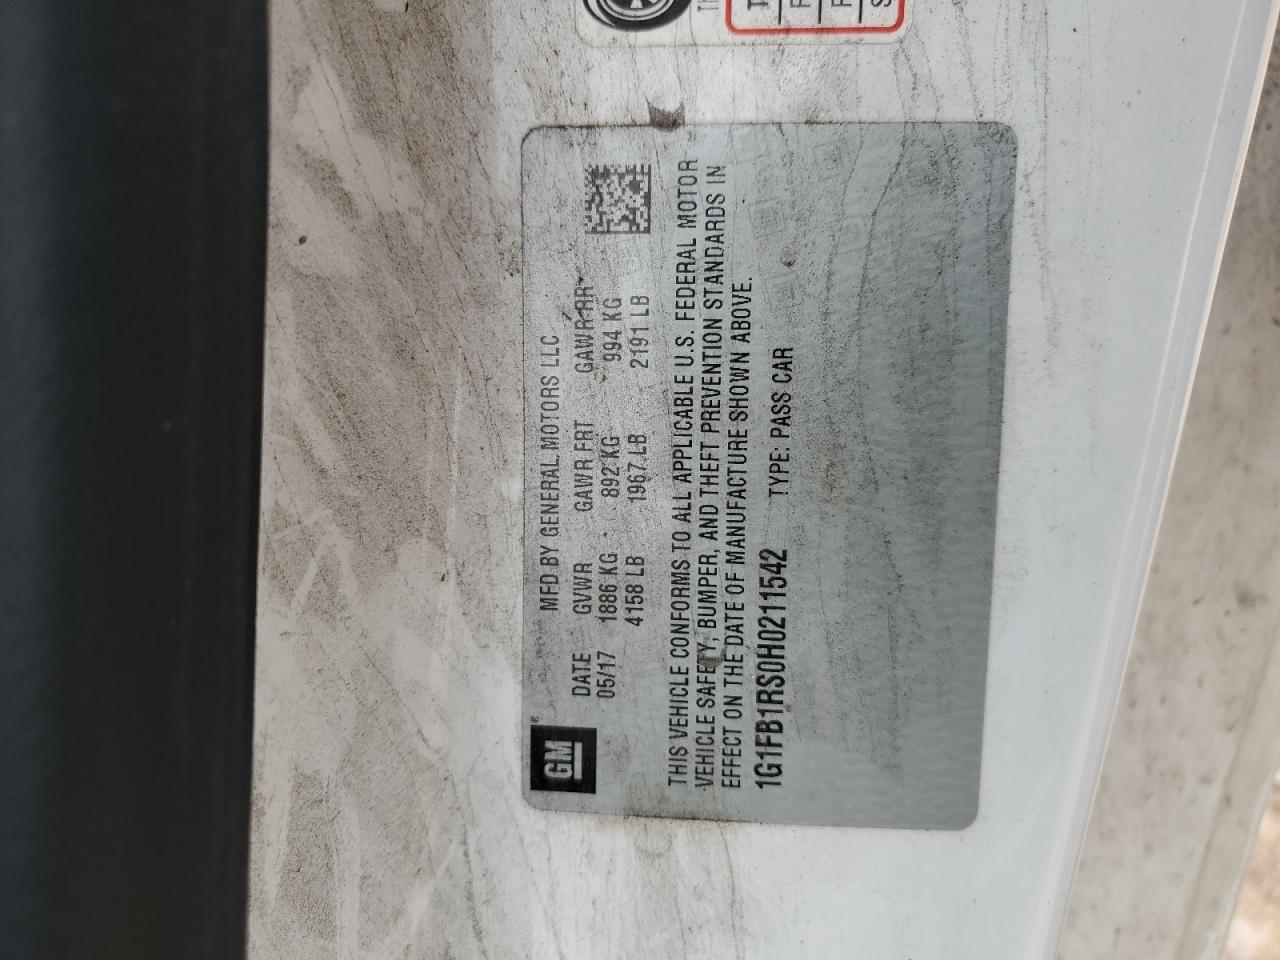 GM
®
MFD BY GENERAL MOTORS LLC
DATE GVWR GAWR FRT GAWR RR
05/17 1886 KG 892 KG 994 KG
4158 LB 1967 LB 2191 LB
THIS VEHICLE CONFORMS TO ALL APPLICABLE U.S. FEDERAL MOTOR
VEHICLE SAFETY, BUMPER, AND THEFT PREVENTION STANDARDS IN
EFFECT ON THE DATE OF MANUFACTURE SHOWN ABOVE.
1G1FB1RS0H0211542 TYPE: PASS CAR